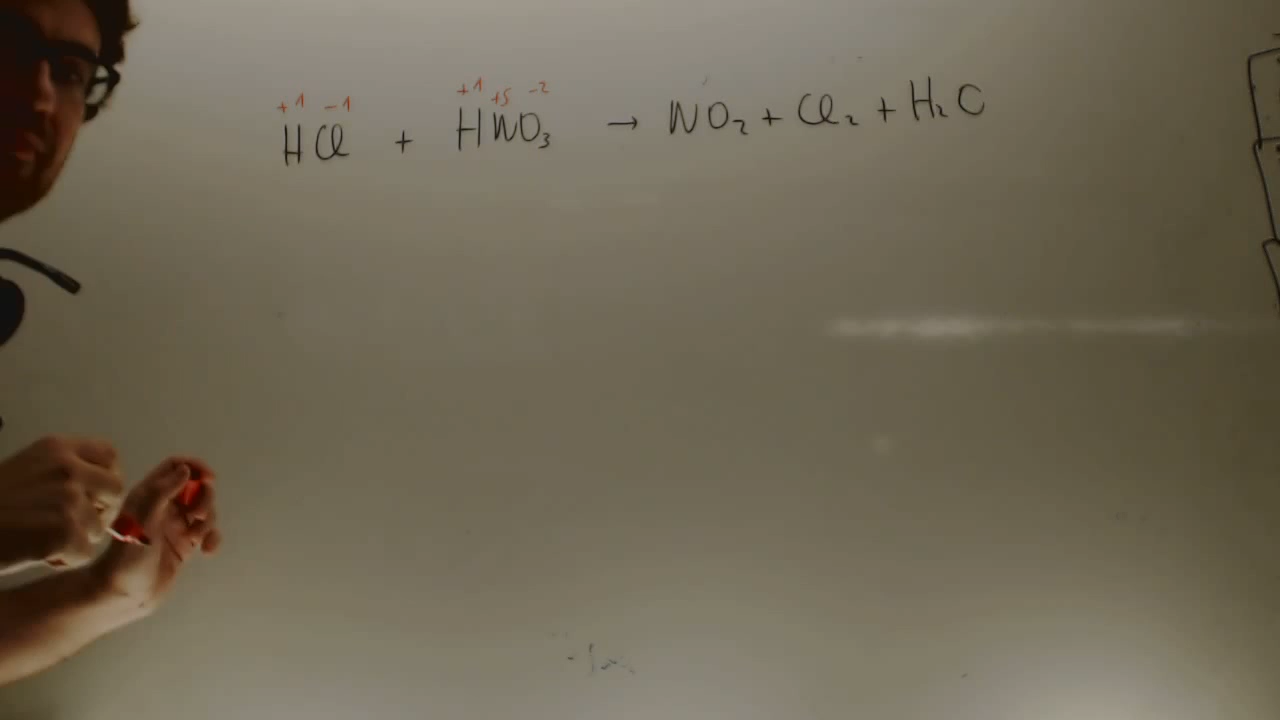 +1 -1 +1 +5 -2
HCl + HNO₃ → NO₂ + Cl₂ + H₂O